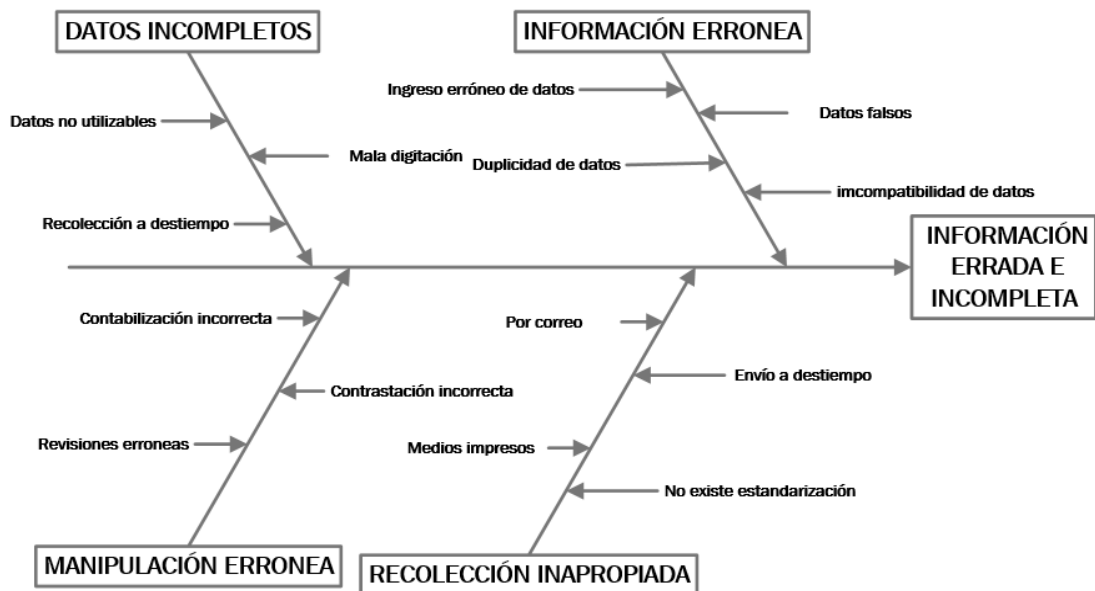 DATOS INCOMPLETOS
INFORMACIÓN ERRONEA
Ingreso erróneo de datos
Datos falsos
Datos no utilizables
Mala digitación
Duplicidad de datos
imcompatibilidad de datos
Recolección a destiempo
INFORMACIÓN
ERRADA E
INCOMPLETA
Contabilización incorrecta
Por correo
Envío a destiempo
Contrastación incorrecta
Revisiones erroneas
Medios impresos
No existe estandarización
MANIPULACIÓN ERRONEA
RECOLECCIÓN INAPROPIADA